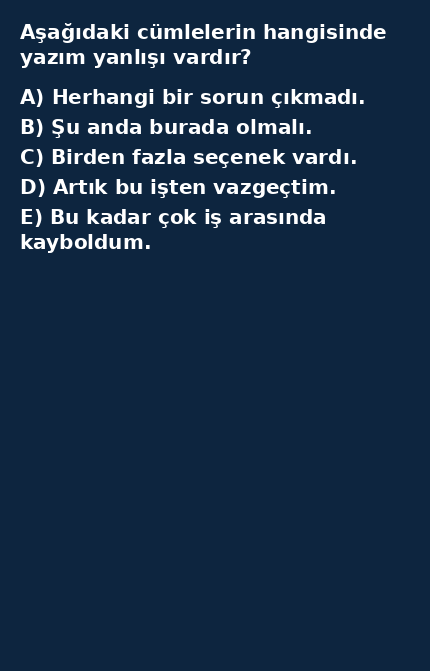 Aşağıdaki cümlelerin hangisinde
yazım yanlışı vardır?
A) Herhangi bir sorun çıkmadı.
B) Şu anda burada olmalı.
C) Birden fazla seçenek vardı.
D) Artık bu işten vazgeçtim.
E) Bu kadar çok iş arasında
kayboldum.